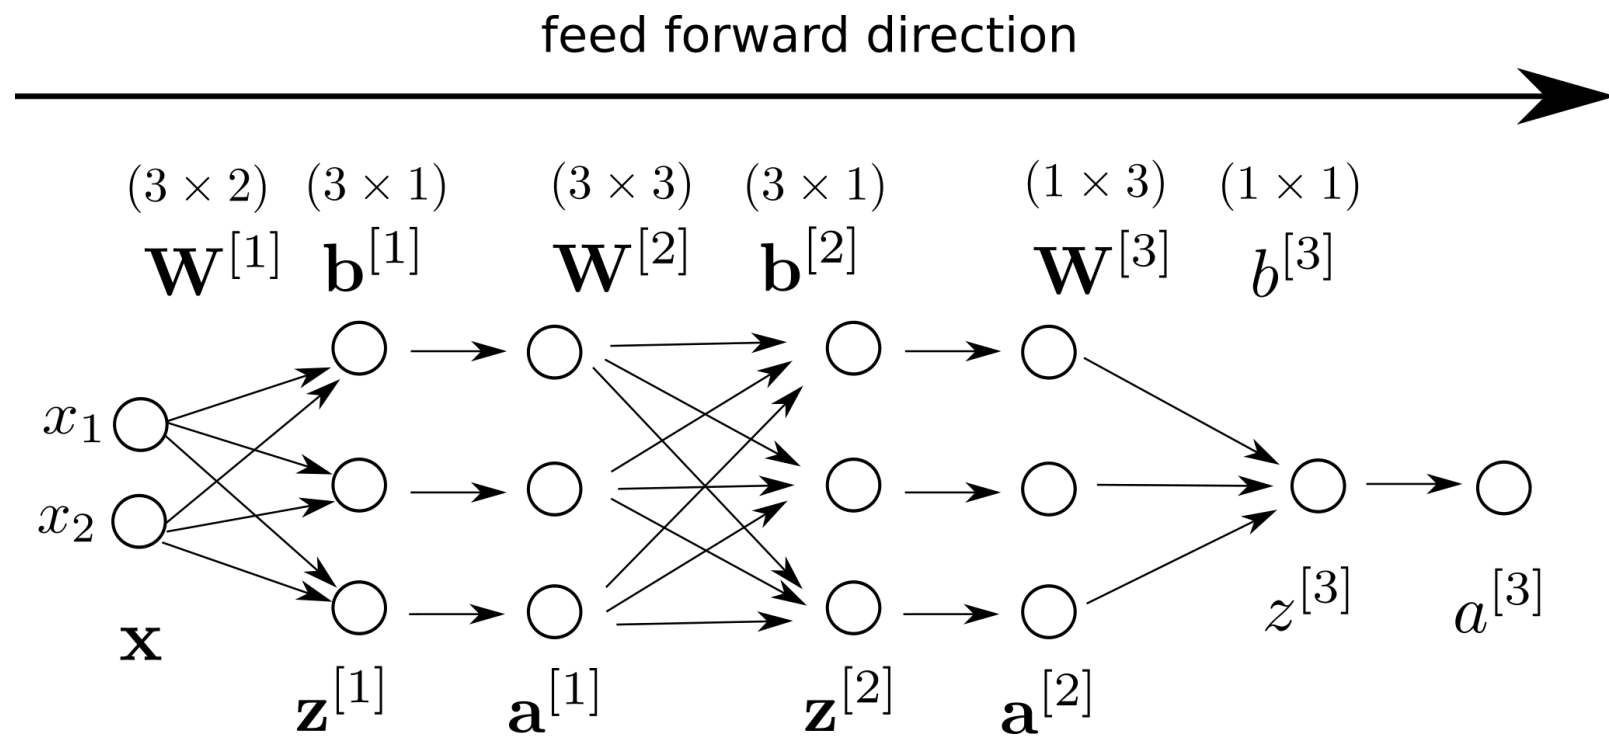 feed forward direction
(3 × 2) (3 × 1) (3 × 3) (3 × 1) (1 × 3) (1 × 1)
W[1] b[1] W[2] b[2] W[3] b[3]
x1
x2
x
z[1] a[1] z[2] a[2]
z[3] a[3]